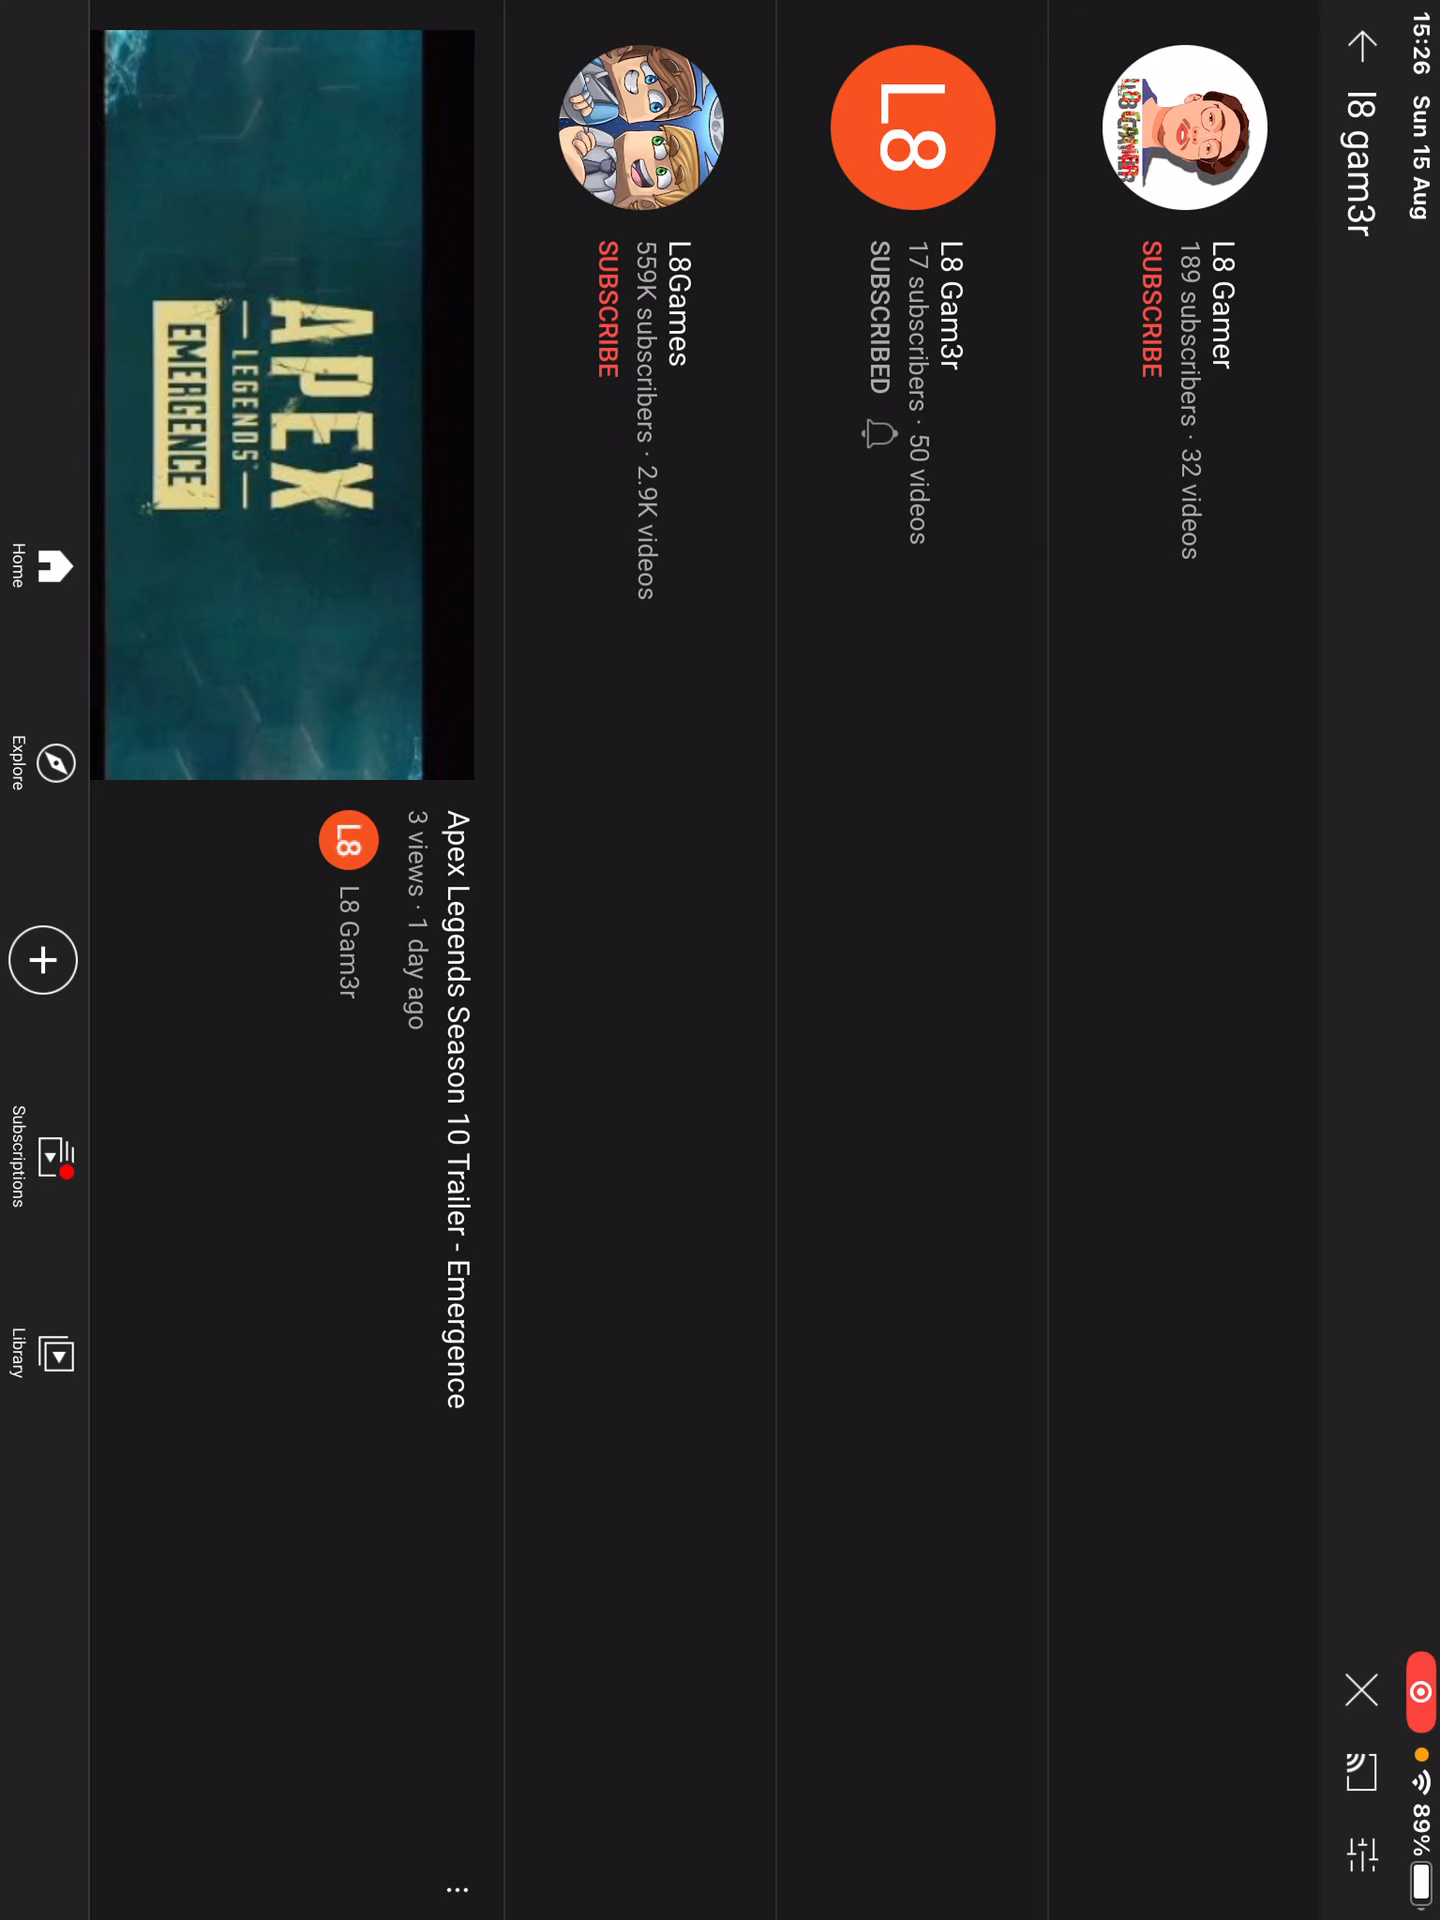 15:26 Sun 15 Aug
89%
l8 gam3r
L8 GAMER
L8 Gamer
189 subscribers · 32 videos
SUBSCRIBE
L8
L8 Gam3r
17 subscribers · 50 videos
SUBSCRIBED
L8Games
559K subscribers · 2.9K videos
SUBSCRIBE
APEX
LEGENDS
EMERGENCE
Apex Legends Season 10 Trailer - Emergence
3 views · 1 day ago
L8
L8 Gam3r
Home
Explore
Subscriptions
Library